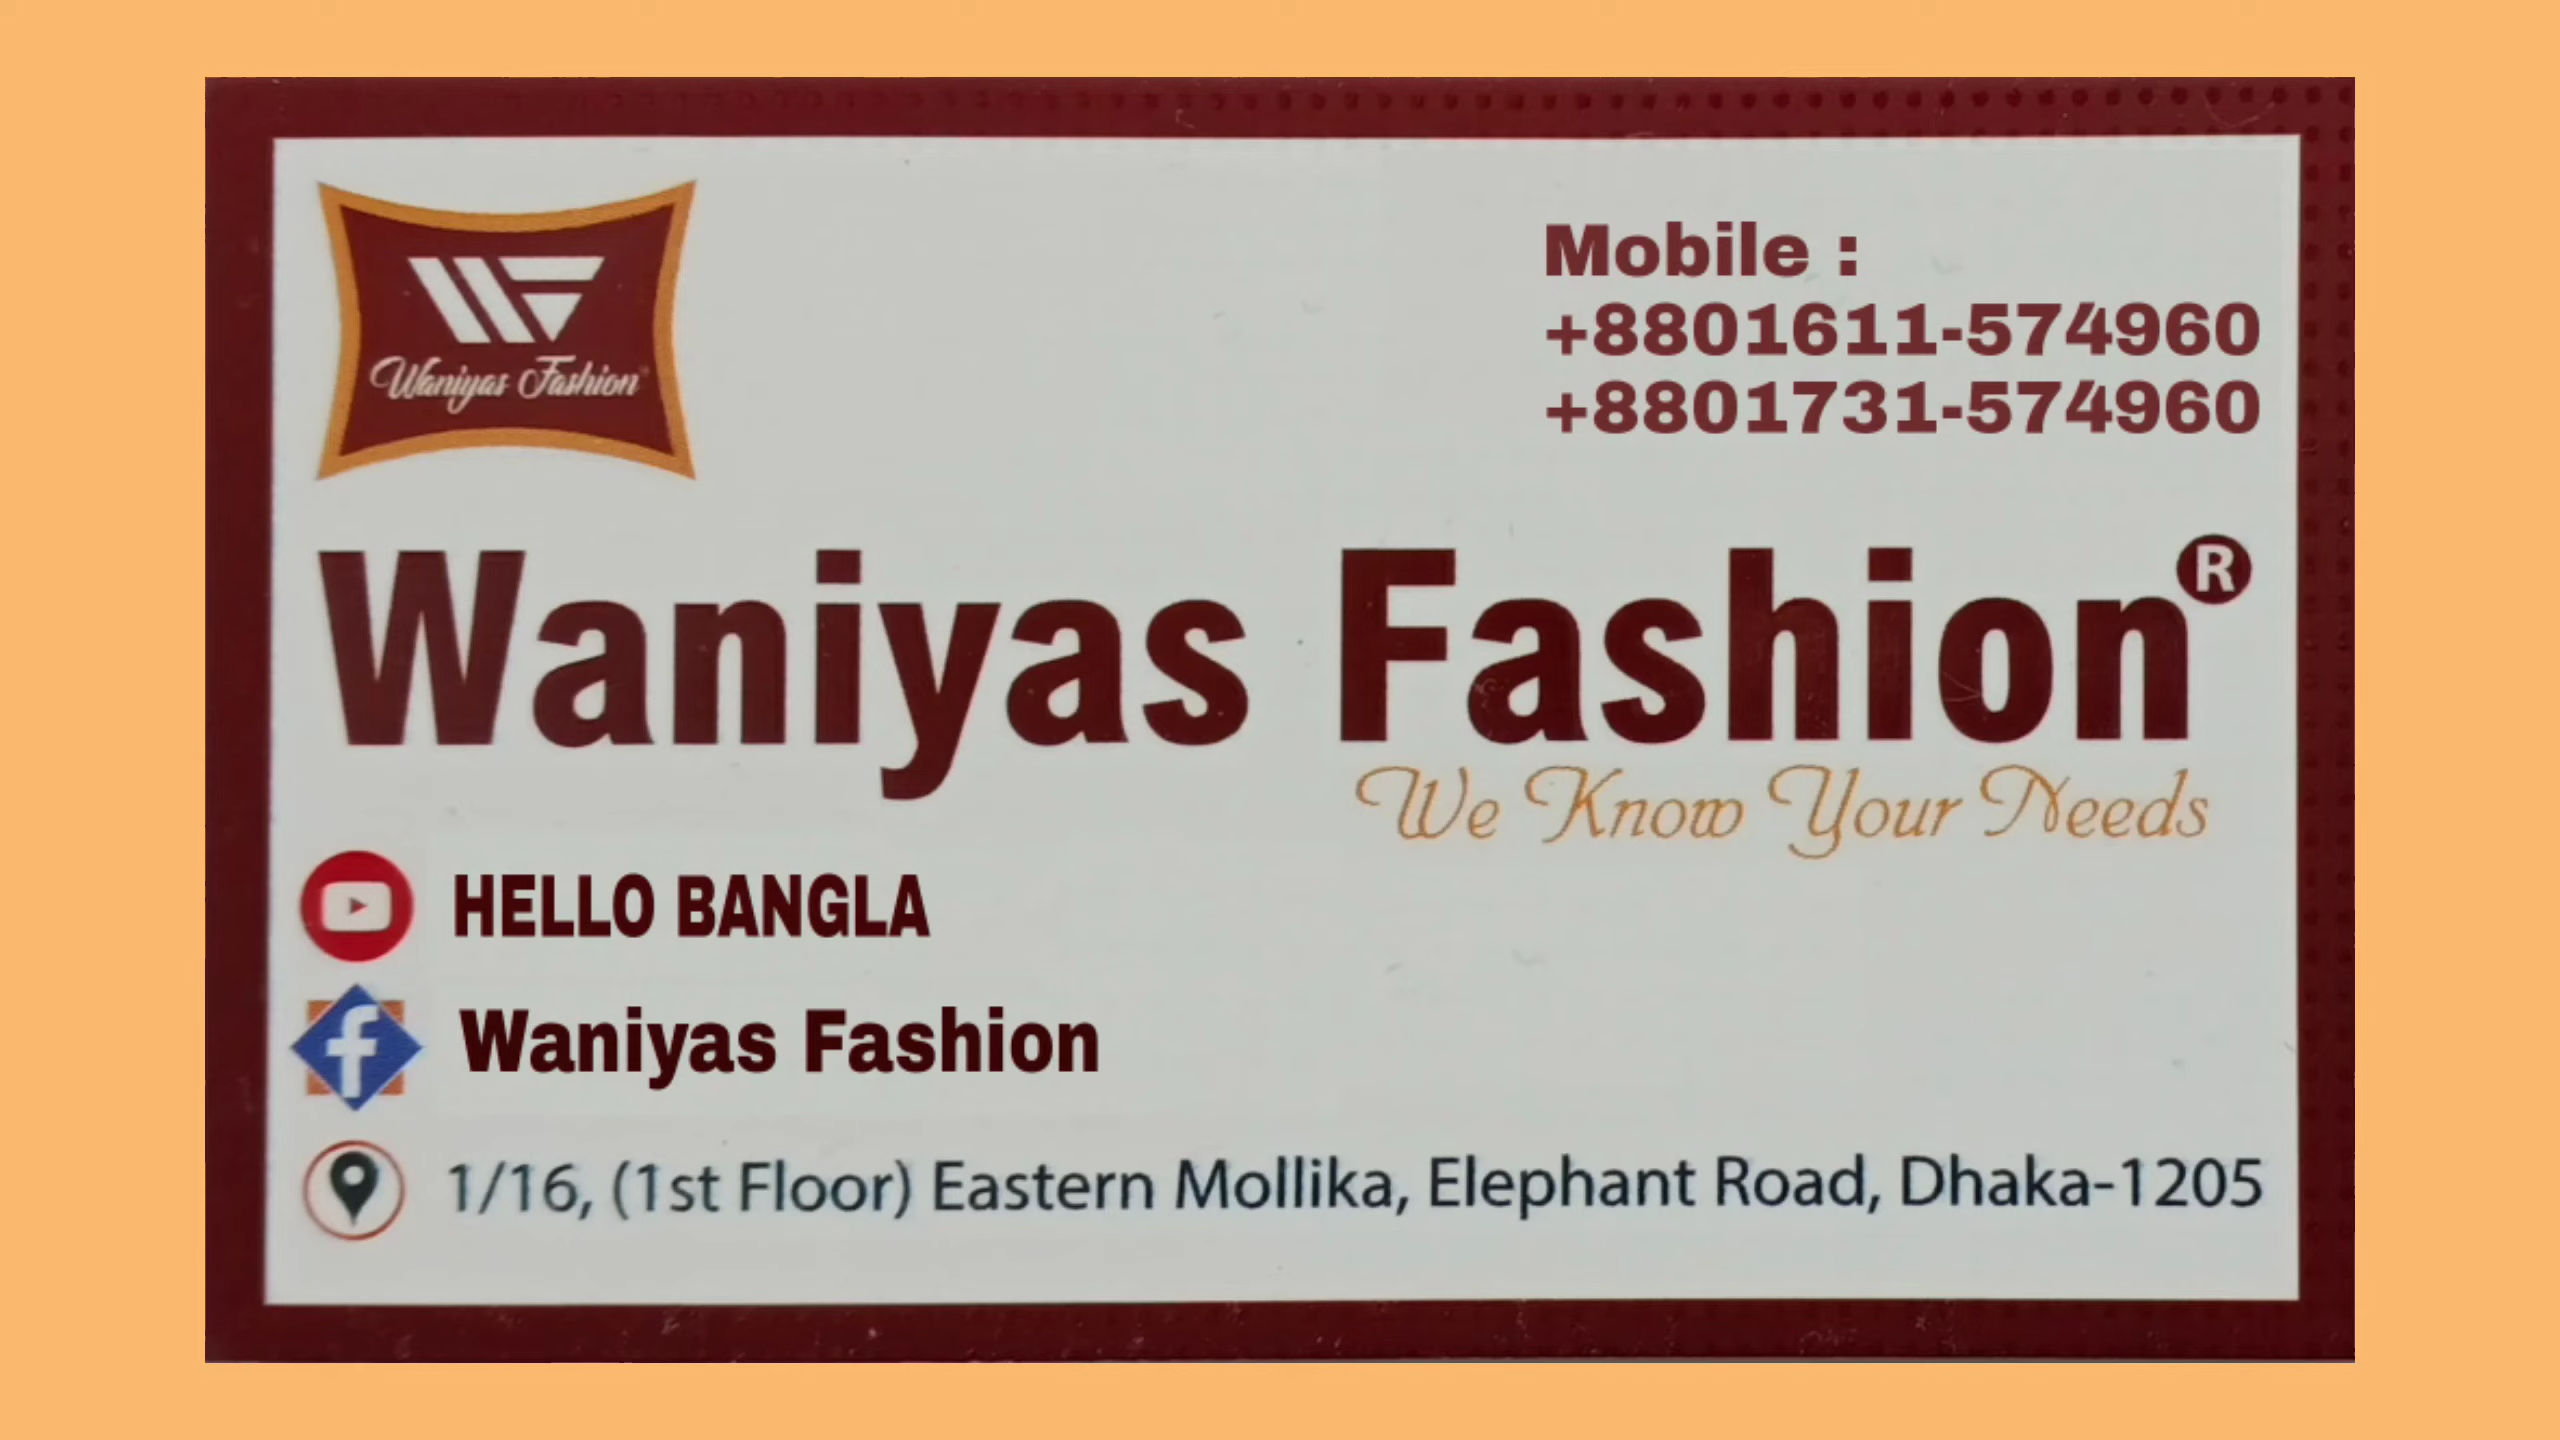 WF
Waniyas Fashion
Mobile :
+8801611-574960
+8801731-574960
Waniyas Fashion®
We Know Your Needs
HELLO BANGLA
Waniyas Fashion
1/16, (1st Floor) Eastern Mollika, Elephant Road, Dhaka-1205